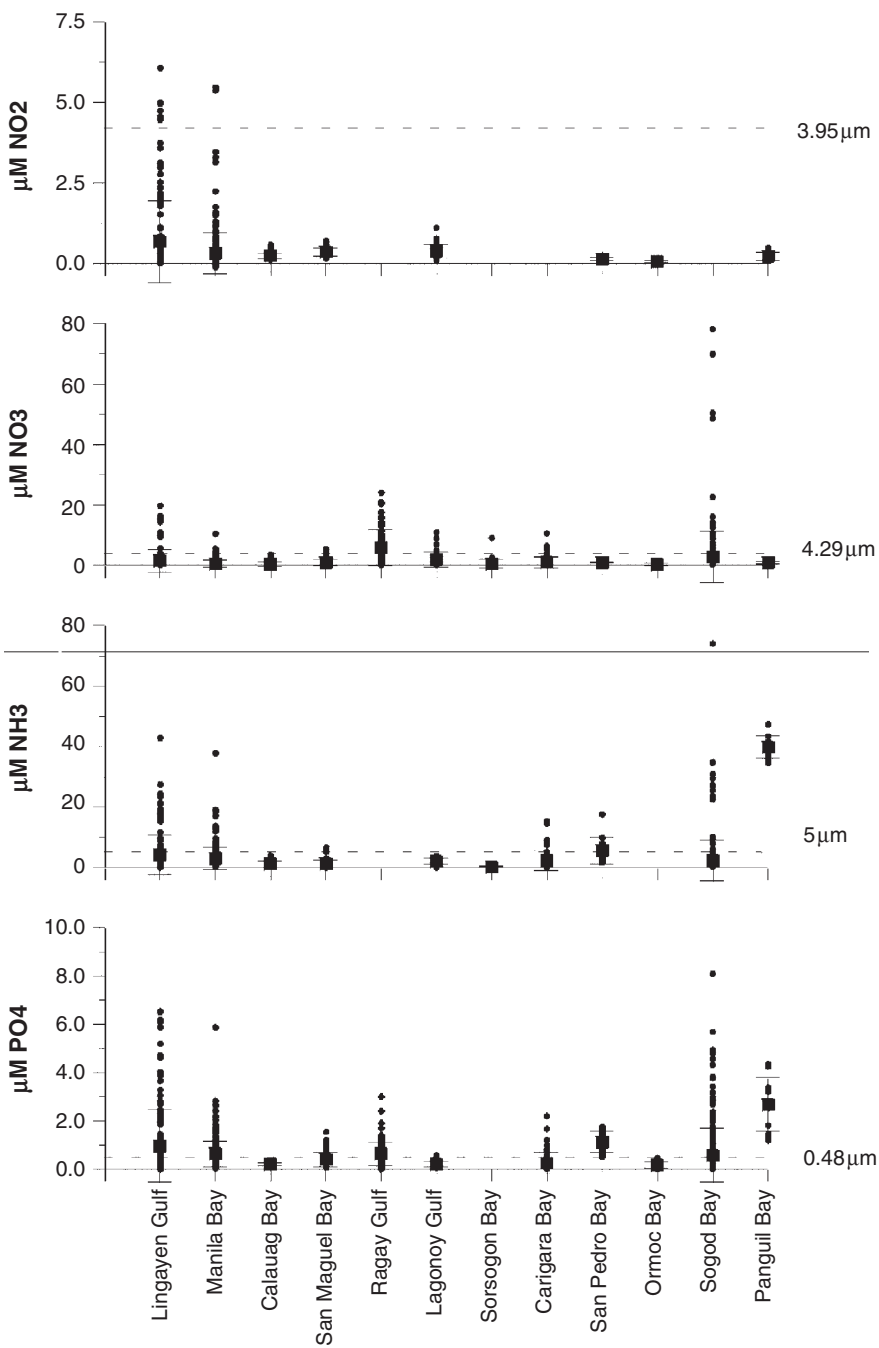 7.5
5.0
2.5
0.0
μM NO2
3.95μm
80
60
40
20
0
μM NO3
4.29μm
80
60
40
20
0
μM NH3
5μm
10.0
8.0
6.0
4.0
2.0
0.0
μM PO4
0.48μm
Lingayen Gulf
Manila Bay
Calauag Bay
San Maguel Bay
Ragay Gulf
Lagonoy Gulf
Sorsogon Bay
Carigara Bay
San Pedro Bay
Ormoc Bay
Sogod Bay
Panguil Bay